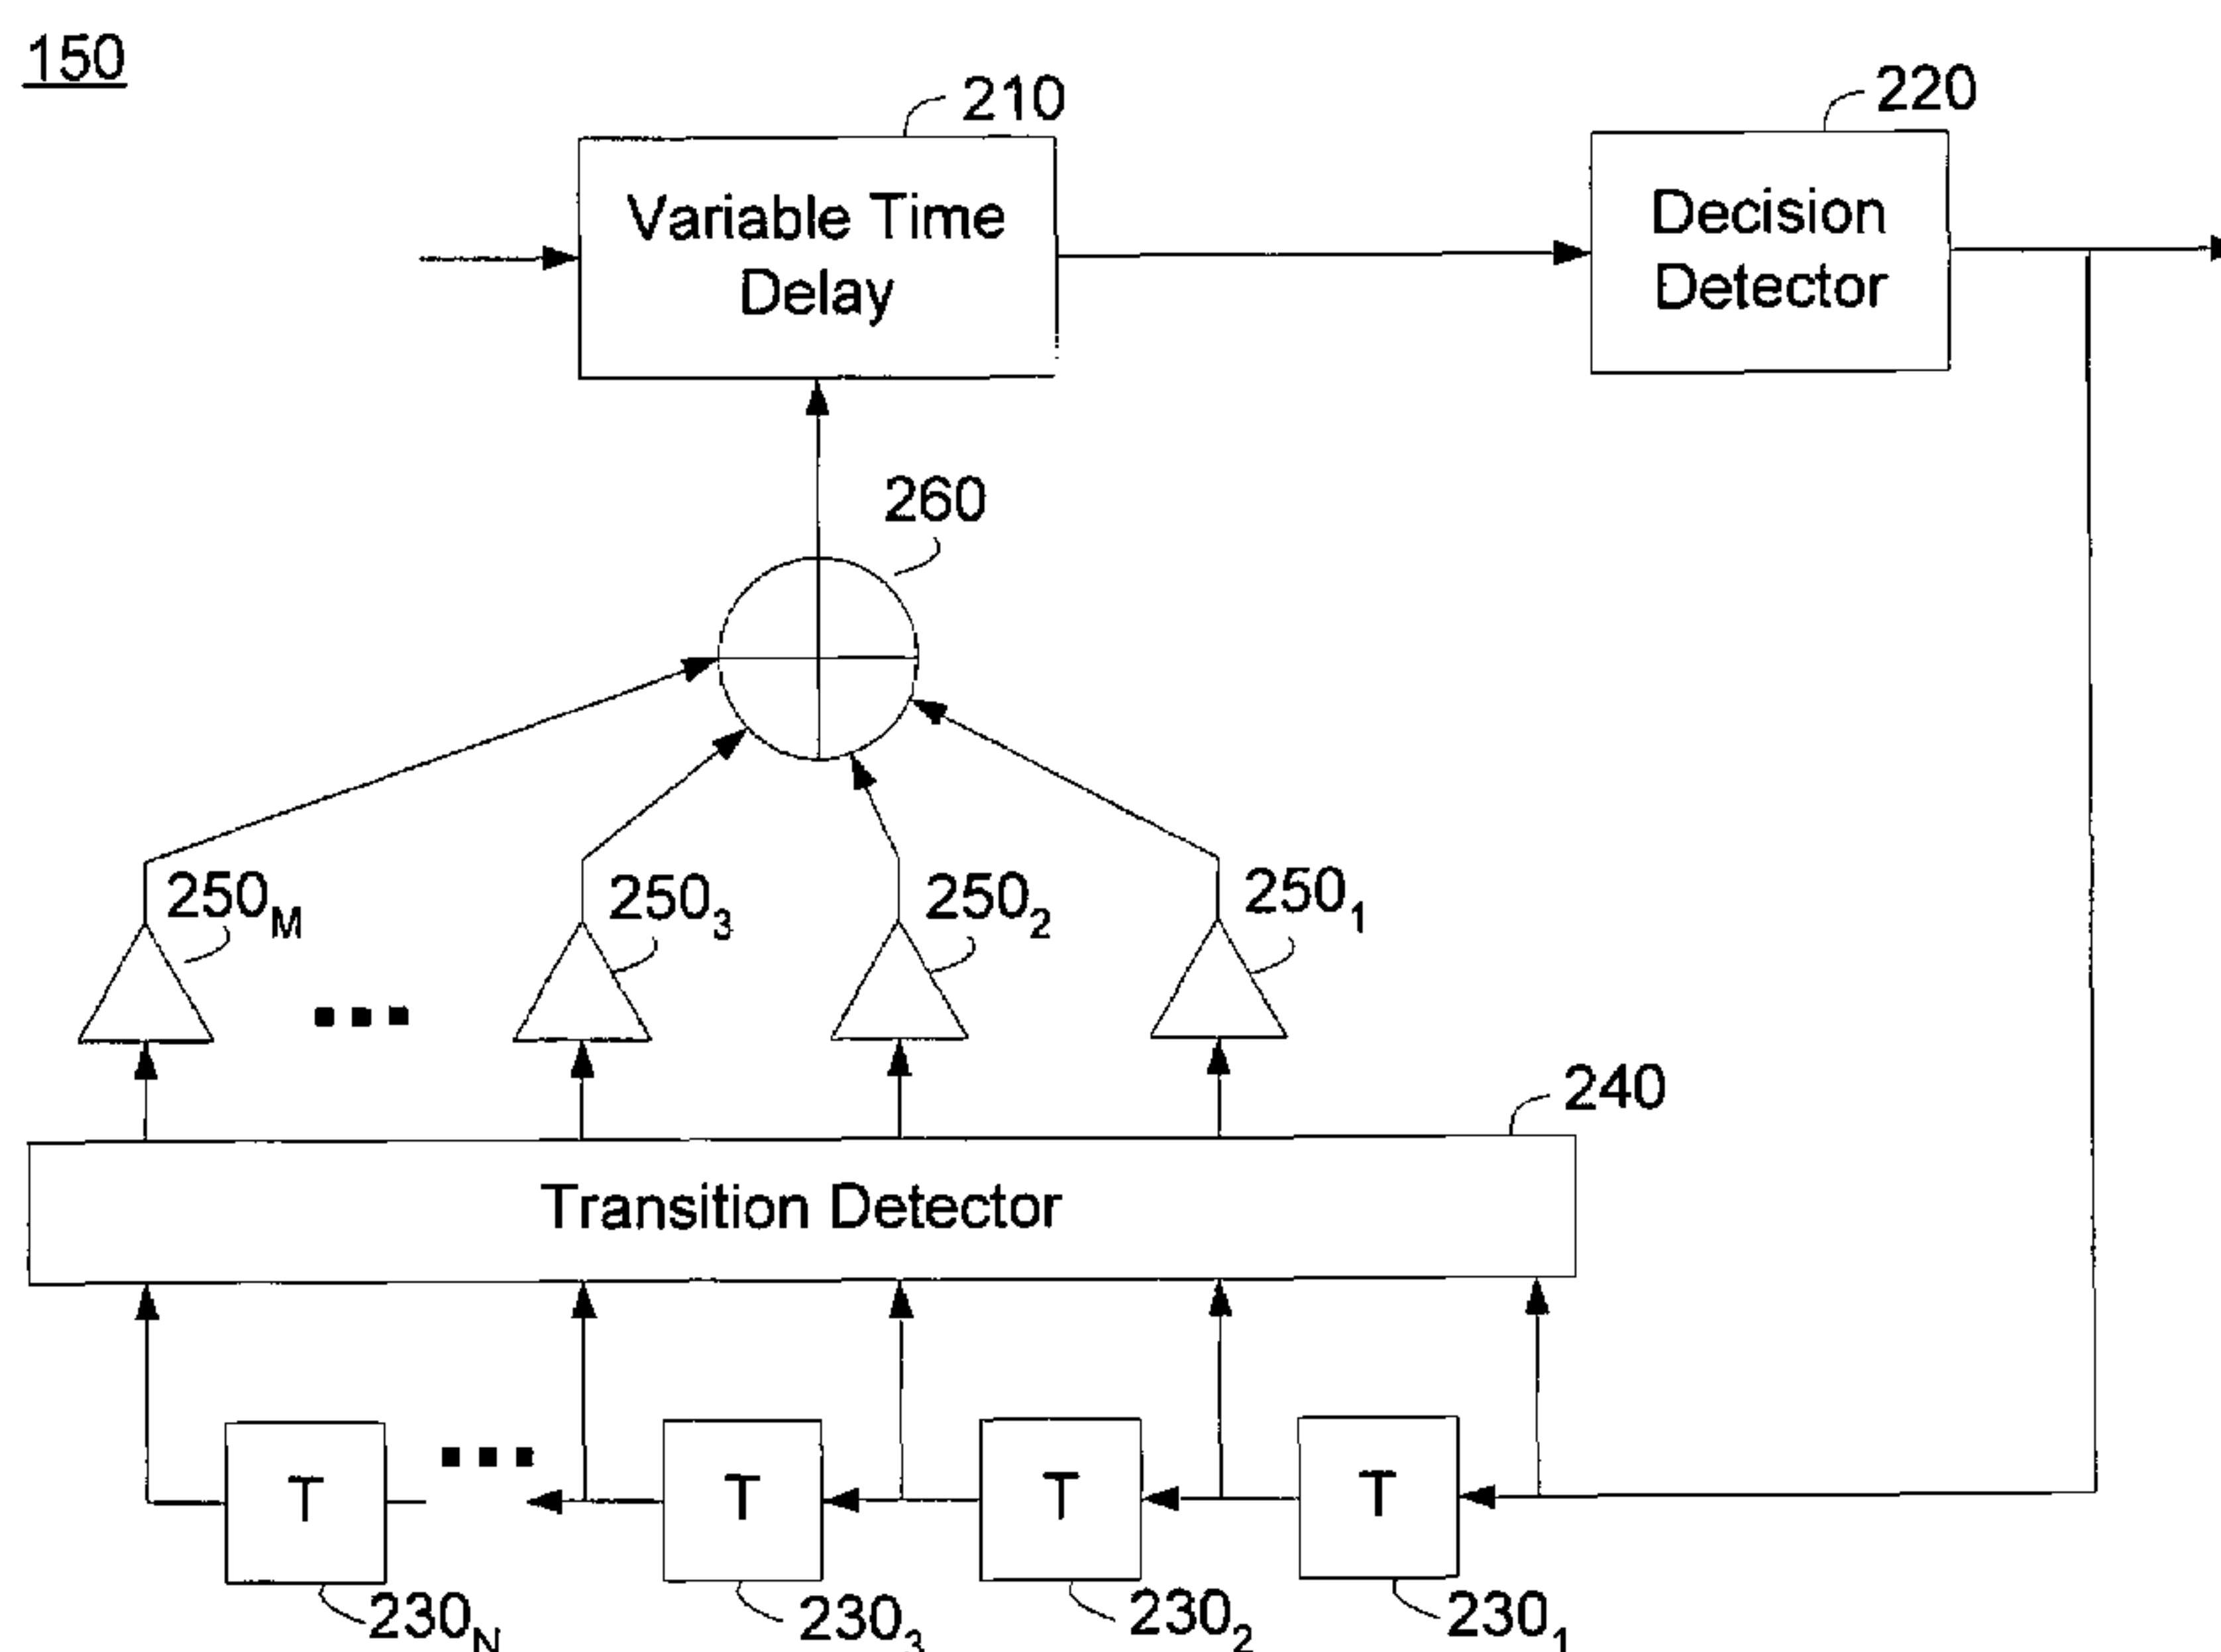 150
210
220
Variable Time
Delay
Decision
Detector
260
250M
2503
2502
2501
240
Transition Detector
T
T
T
T
230N
2303
2302
2301